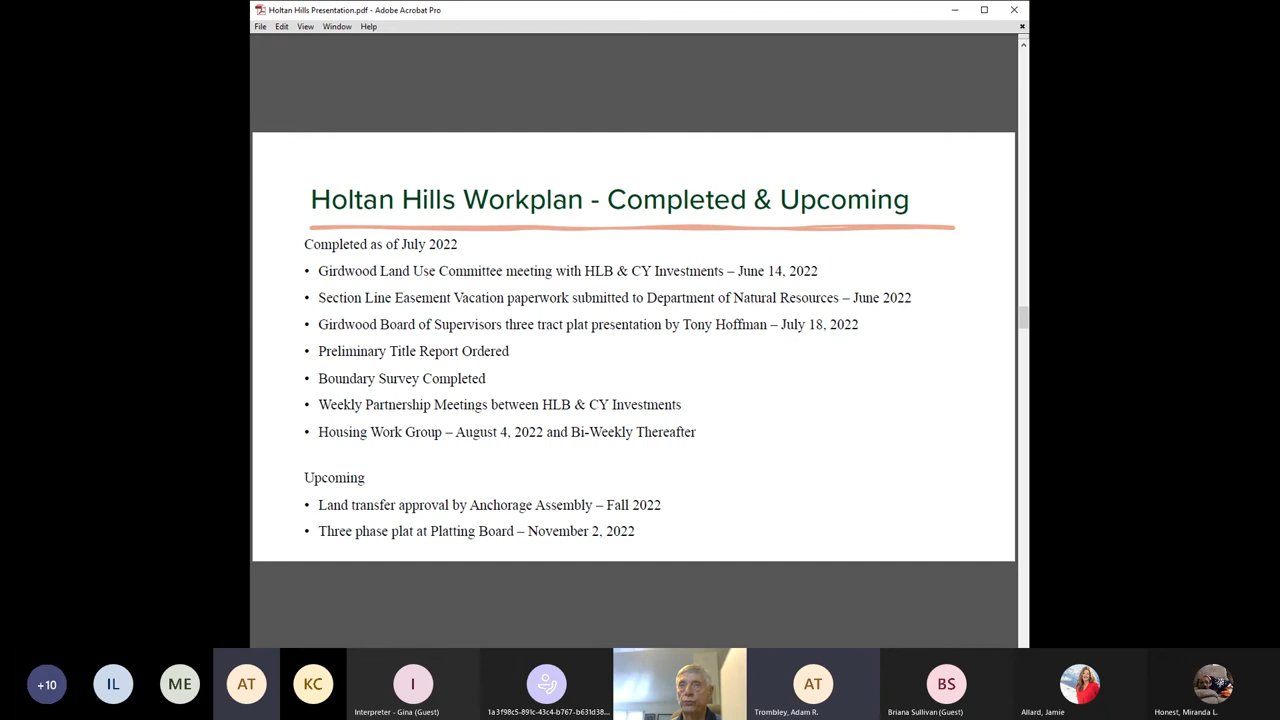 Holtan Hills Presentation.pdf - Adobe Acrobat Pro
File Edit View Window Help
Holtan Hills Workplan - Completed & Upcoming
Completed as of July 2022
• Girdwood Land Use Committee meeting with HLB & CY Investments – June 14, 2022
• Section Line Easement Vacation paperwork submitted to Department of Natural Resources – June 2022
• Girdwood Board of Supervisors three tract plat presentation by Tony Hoffman – July 18, 2022
• Preliminary Title Report Ordered
• Boundary Survey Completed
• Weekly Partnership Meetings between HLB & CY Investments
• Housing Work Group – August 4, 2022 and Bi-Weekly Thereafter
Upcoming
• Land transfer approval by Anchorage Assembly – Fall 2022
• Three phase plat at Platting Board – November 2, 2022
+10 IL ME AT KC I AT BS
Interpreter - Gina (Guest) 1a3f98c5-891c-43c4-b767-b631d38... Trombley, Adam R. Briana Sullivan (Guest) Allard, Jamie Honest, Miranda L.